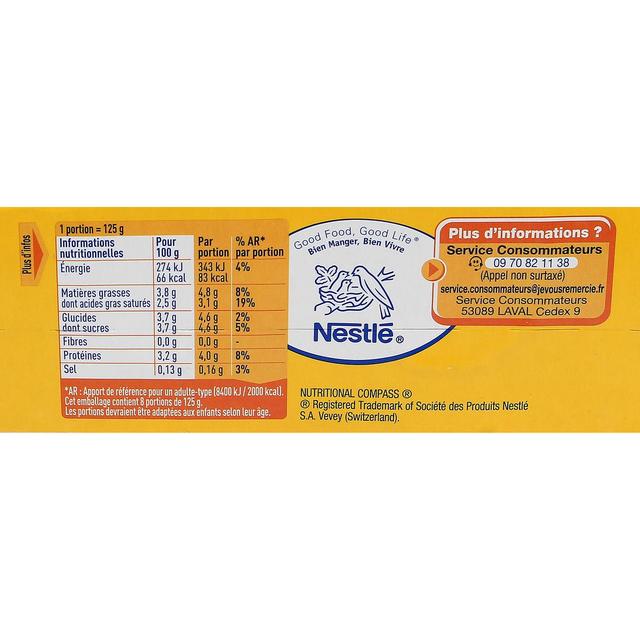 Plus d'infos
1 portion = 125 g
Informations nutritionnelles Pour 100 g Par portion % AR* par portion
Énergie 274 kJ 343 kJ 4%
66 kcal 83 kcal
Matières grasses 3,8 g 4,8 g 8%
dont acides gras saturés 2,5 g 3,1 g 19%
Glucides 3,7 g 4,6 g 2%
dont sucres 3,7 g 4,6 g 5%
Fibres 0,0 g 0,0 g -
Protéines 3,2 g 4,0 g 8%
Sel 0,13 g 0,16 g 3%
*AR : Apport de référence pour un adulte-type (8400 kJ / 2000 kcal).
Cet emballage contient 8 portions de 125 g.
Les portions devraient être adaptées aux enfants selon leur âge.
Good Food, Good Life®
Bien Manger, Bien Vivre
Nestlé®
NUTRITIONAL COMPASS ®
® Registered Trademark of Société des Produits Nestlé
S.A. Vevey (Switzerland).
Plus d'informations ?
Service Consommateurs
09 70 82 11 38
(Appel non surtaxé)
service.consommateurs@jevousremercie.fr
Service Consommateurs
53089 LAVAL Cedex 9